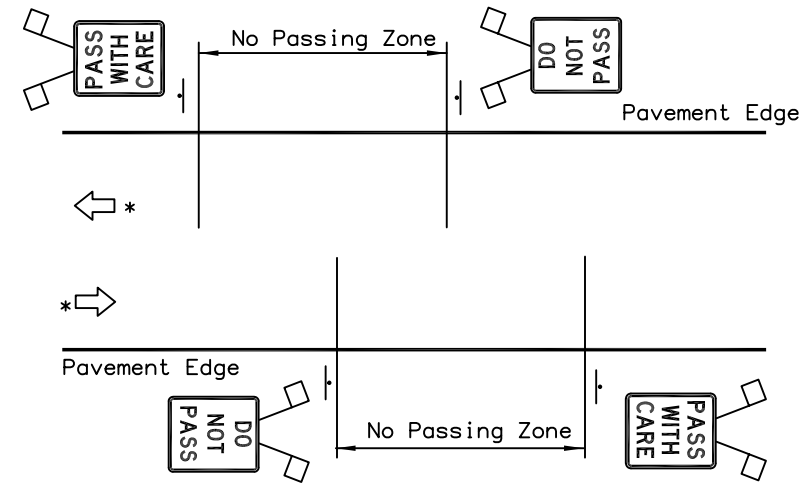 No Passing Zone
PASS
WITH
CARE
DO
NOT
PASS
Pavement Edge
*
*
Pavement Edge
DO
NOT
PASS
No Passing Zone
PASS
WITH
CARE